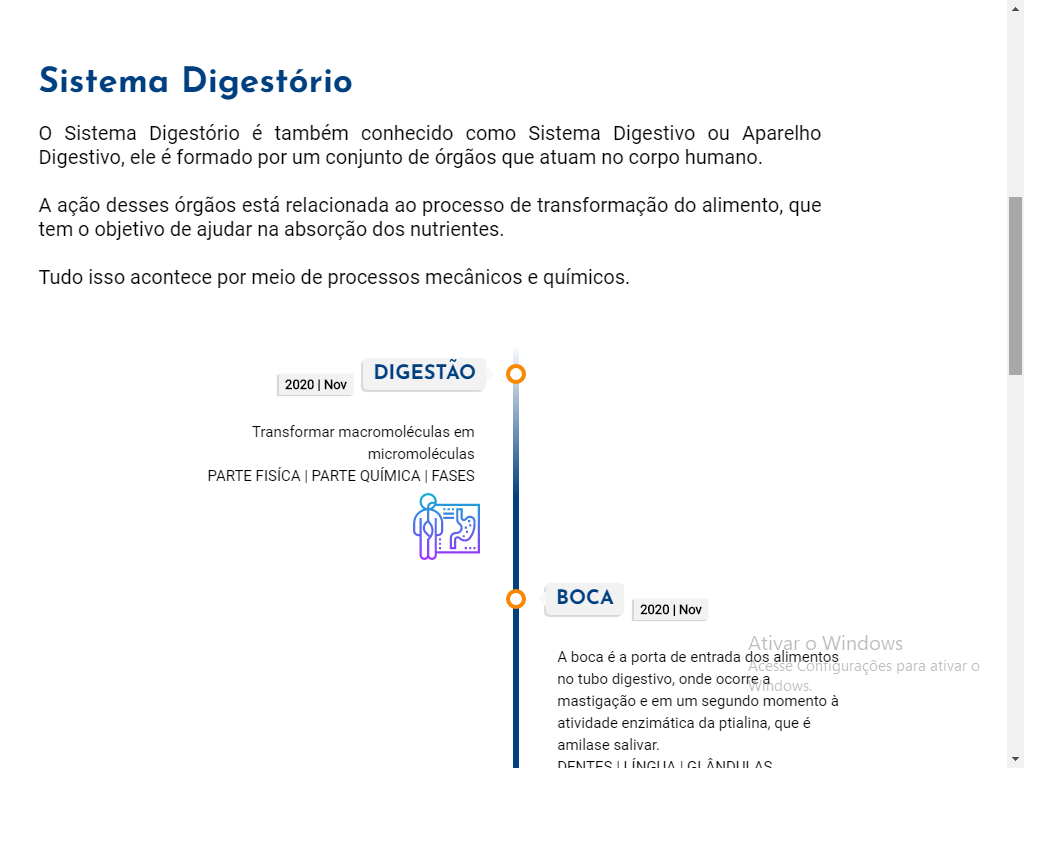 Sistema Digestório
O Sistema Digestório é também conhecido como Sistema Digestivo ou Aparelho
Digestivo, ele é formado por um conjunto de órgãos que atuam no corpo humano.
A ação desses órgãos está relacionada ao processo de transformação do alimento, que
tem o objetivo de ajudar na absorção dos nutrientes.
Tudo isso acontece por meio de processos mecânicos e químicos.
2020 | Nov
DIGESTÃO
Transformar macromoléculas em
micromoléculas
PARTE FISÍCA | PARTE QUÍMICA | FASES
BOCA
2020 | Nov
A boca é a porta de entrada dos alimentos
no tubo digestivo, onde ocorre a
mastigação e em um segundo momento à
atividade enzimática da ptialina, que é
amilase salivar.
DENTES | LÍNGUA | GLÂNDULAS
Ativar o Windows
Acesse Configurações para ativar o
Windows.